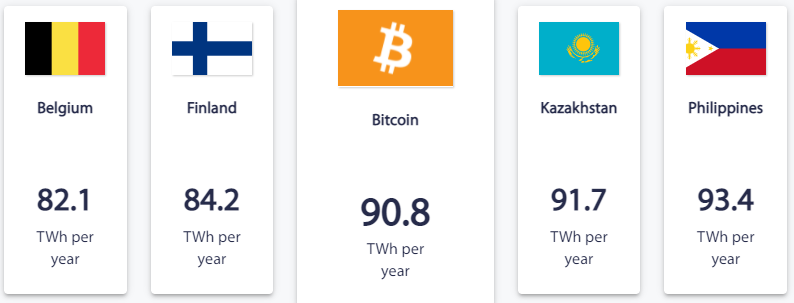 Belgium
82.1
TWh per
year
Finland
84.2
TWh per
year
Bitcoin
90.8
TWh per
year
Kazakhstan
91.7
TWh per
year
Philippines
93.4
TWh per
year